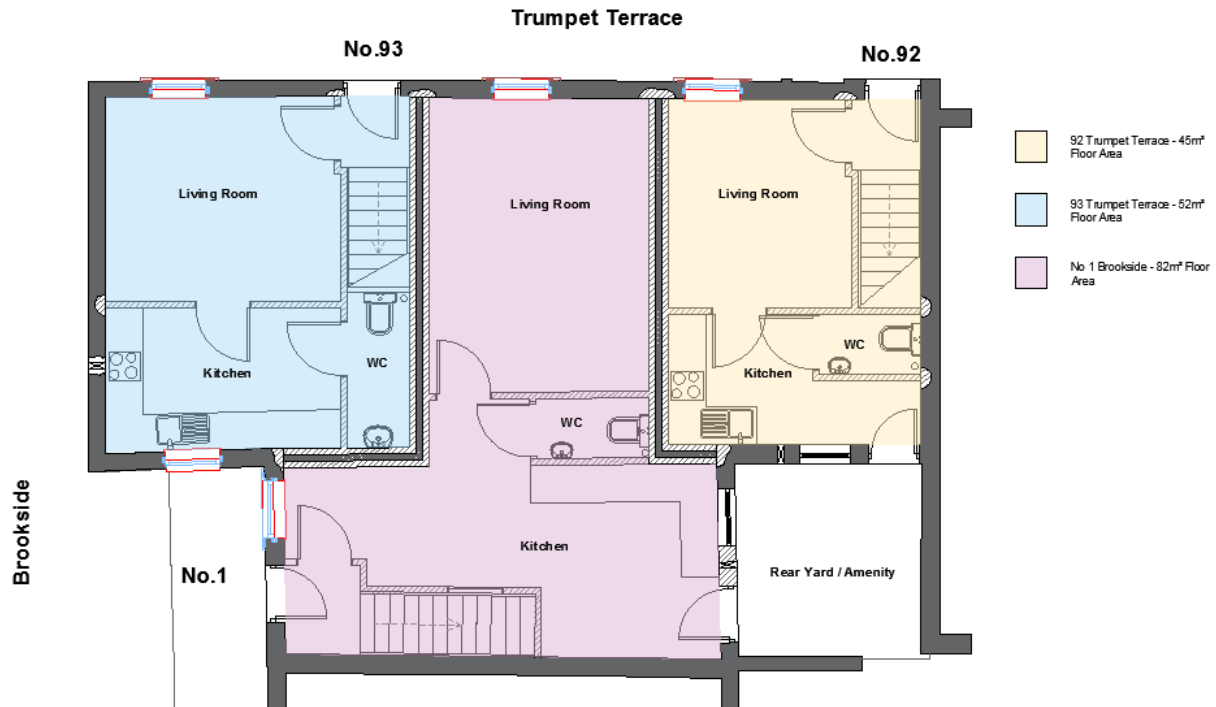 Trumpet Terrace
No.93
No.92
92 Trumpet Terrace - 45m²
Floor Area
93 Trumpet Terrace - 52m²
Floor Area
No 1 Brookside - 82m² Floor
Area
Living Room
Living Room
Living Room
WC
Kitchen
WC
Kitchen
WC
Kitchen
Rear Yard / Amenity
No.1
Brookside